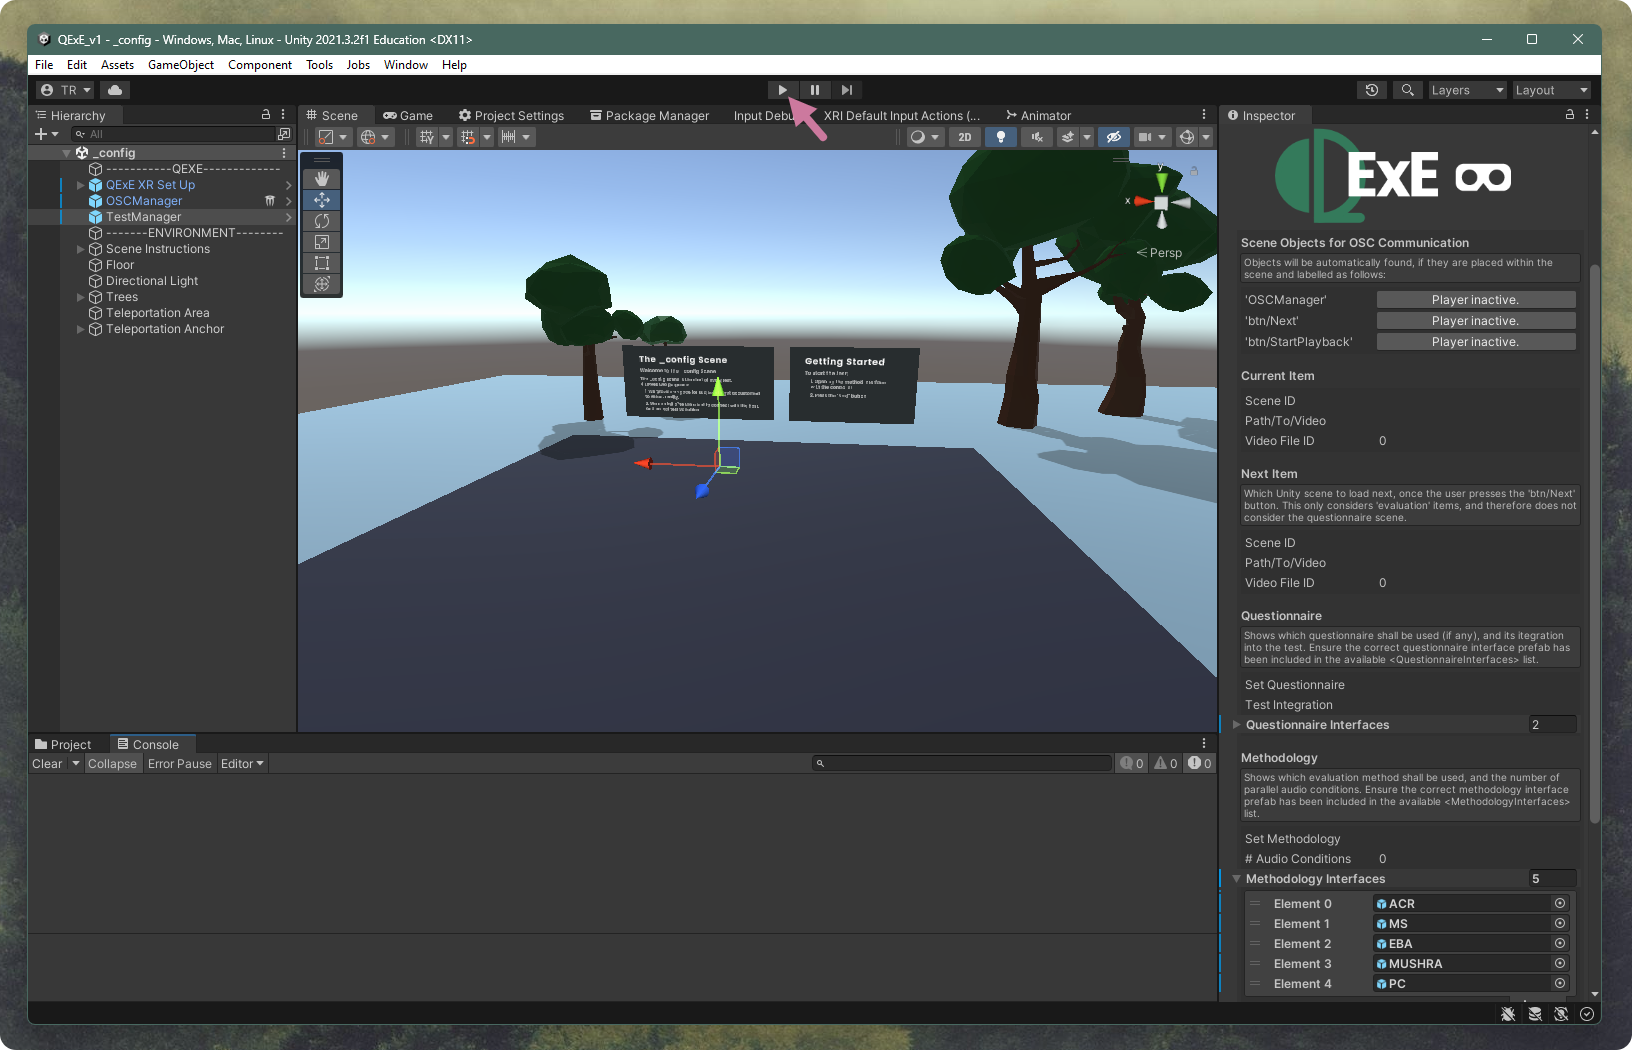 QExE_v1 - _config - Windows, Mac, Linux - Unity 2021.3.2f1 Education <DX11>
File Edit Assets GameObject Component Tools Jobs Window Help
TR Layers Layout
Hierarchy
All
_config
-----------QEXE-------------
QExE XR Set Up
OSCManager
TestManager
-------ENVIRONMENT--------
Scene Instructions
Floor
Directional Light
Trees
Teleportation Area
Teleportation Anchor
Scene Game Project Settings Package Manager Input Debu XRI Default Input Actions (... Animator
2D
y
x
Persp
The _config Scene
Welcome to the _config Scene
Getting Started
To start the test:
Project Console
Clear Collapse Error Pause Editor
0 0 0
Inspector
QExE
Scene Objects for OSC Communication
Objects will be automatically found, if they are placed within the
scene and labelled as follows:
'OSCManager' Player inactive.
'btn/Next' Player inactive.
'btn/StartPlayback' Player inactive.
Current Item
Scene ID
Path/To/Video
Video File ID 0
Next Item
Which Unity scene to load next, once the user presses the 'btn/Next'
button. This only considers 'evaluation' items, and therefore does not
consider the questionnaire scene.
Scene ID
Path/To/Video
Video File ID 0
Questionnaire
Shows which questionnaire shall be used (if any), and its itegration
into the test. Ensure the correct questionnaire interface prefab has
been included in the available <QuestionnaireInterfaces> list.
Set Questionnaire
Test Integration
Questionnaire Interfaces 2
Methodology
Shows which evaluation method shall be used, and the number of
parallel audio conditions. Ensure the correct methodology interface
prefab has been included in the available <MethodologyInterfaces>
list.
Set Methodology
# Audio Conditions 0
Methodology Interfaces 5
Element 0 ACR
Element 1 MS
Element 2 EBA
Element 3 MUSHRA
Element 4 PC